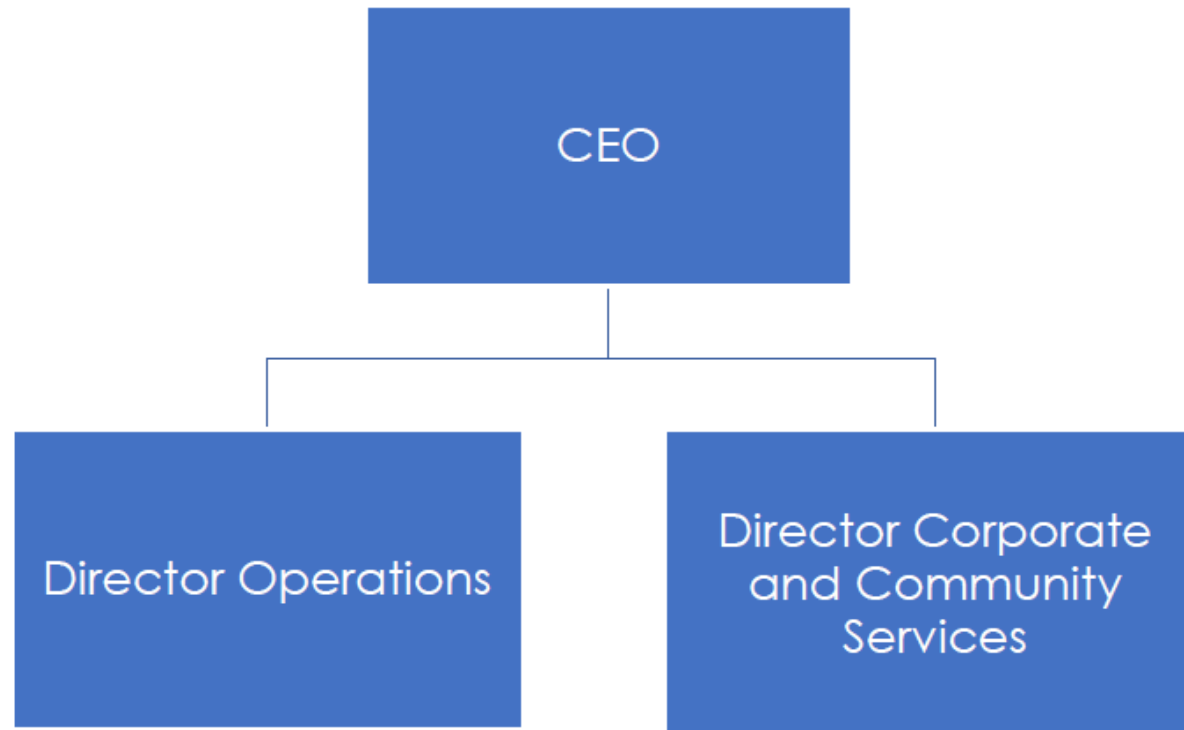 CEO
Director Operations
Director Corporate
and Community
Services